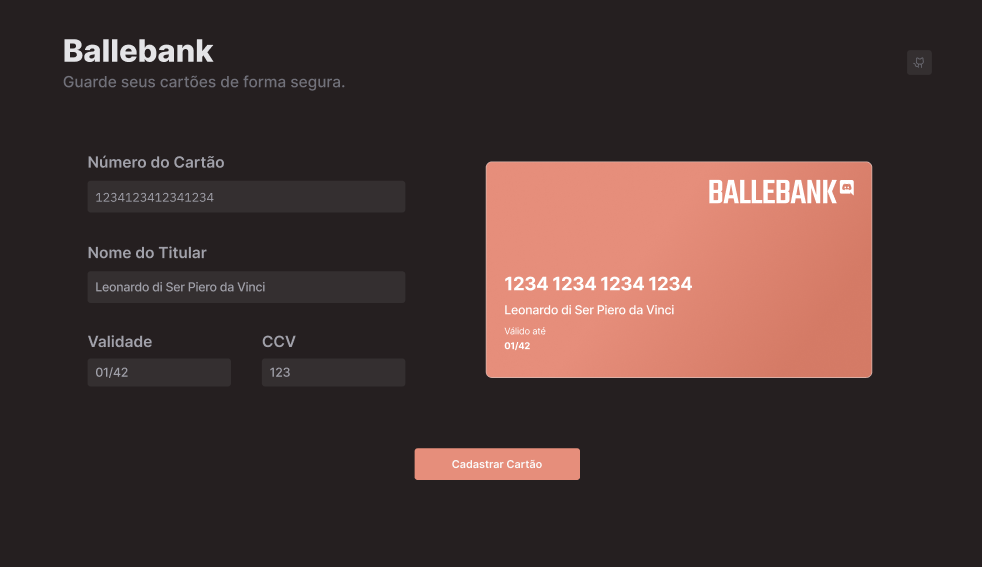 Ballebank
Guarde seus cartões de forma segura.
Número do Cartão
1234123412341234
Nome do Titular
Leonardo di Ser Piero da Vinci
Validade
CCV
01/42
123
BALLEBANK
1234 1234 1234 1234
Leonardo di Ser Piero da Vinci
Válido até
01/42
Cadastrar Cartão